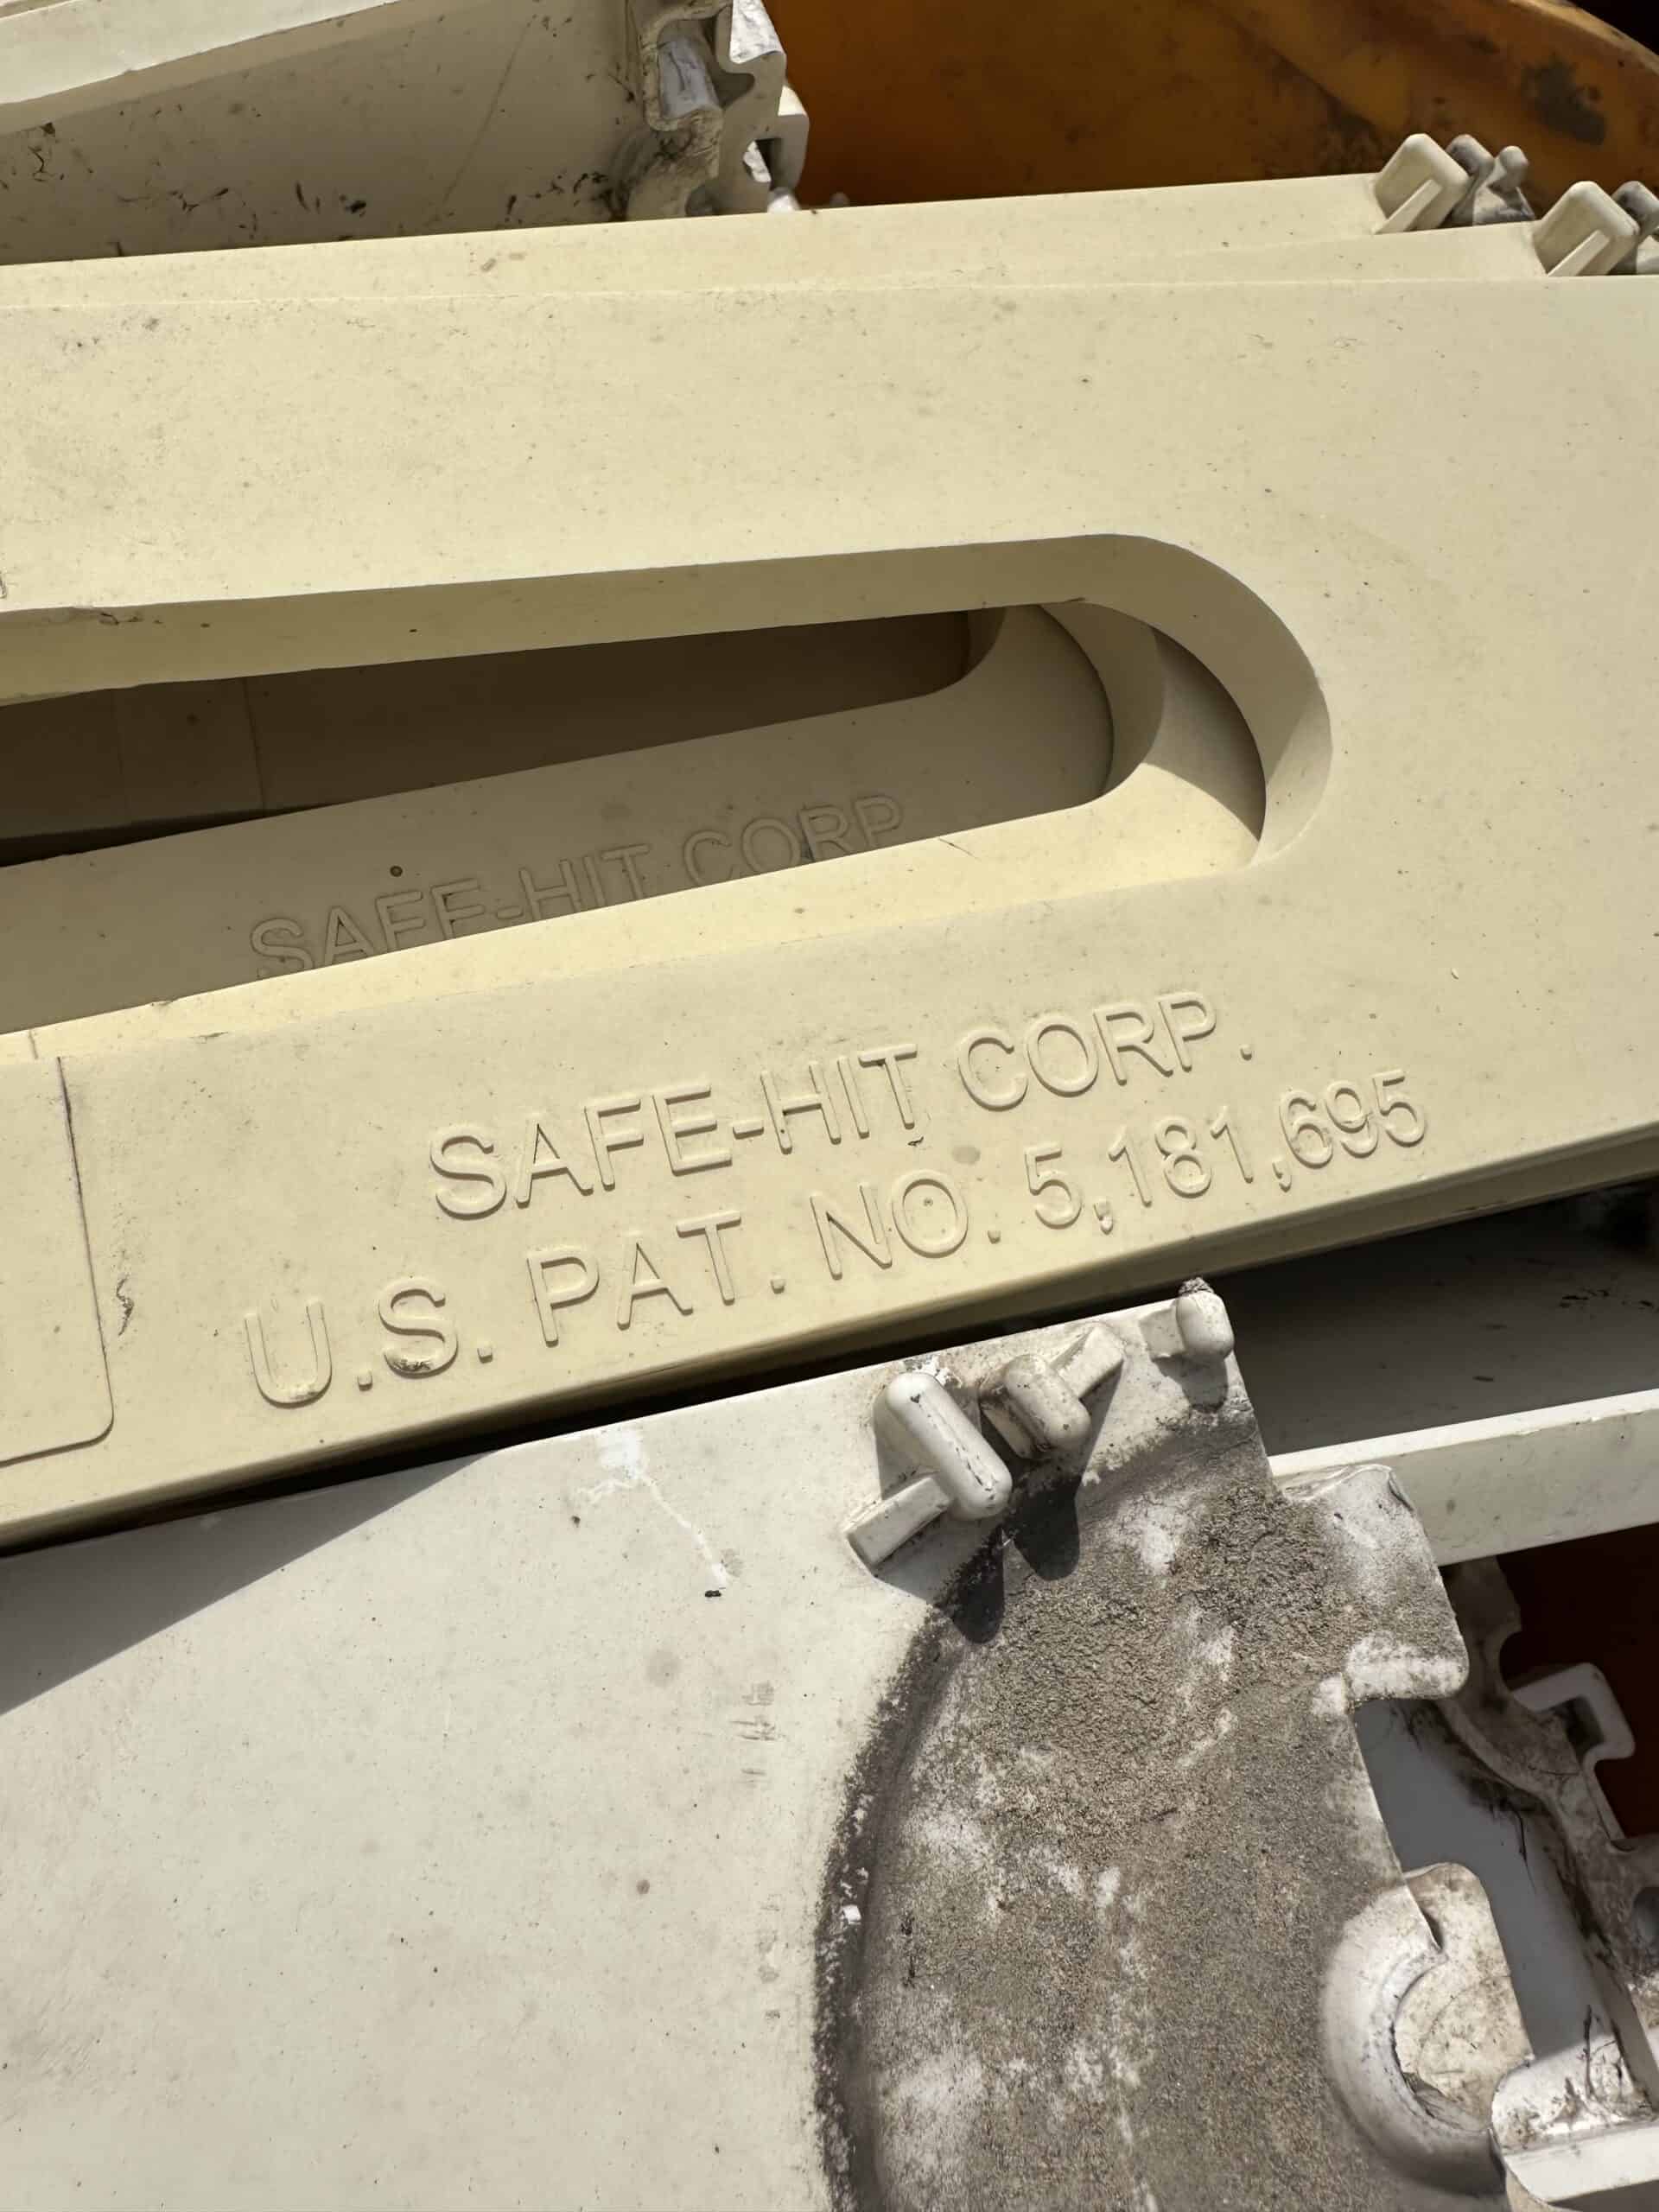 SAFE-HIT CORP
SAFE-HIT CORP.
U.S. PAT. NO. 5,181,695